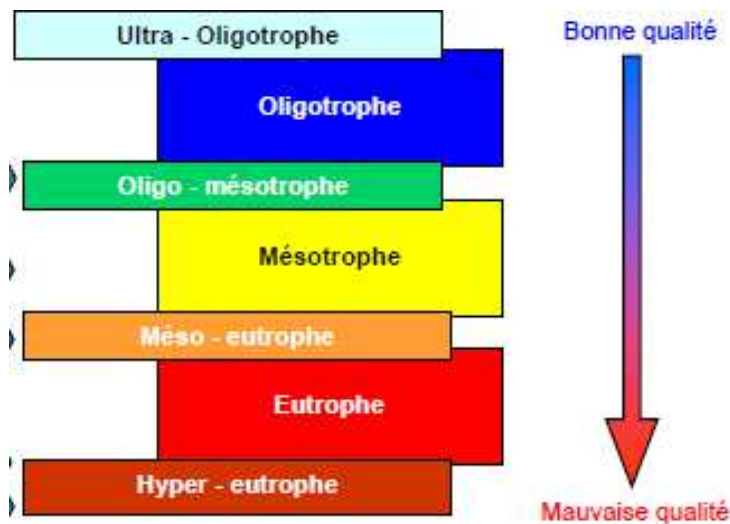 Ultra - Oligotrophe
Bonne qualité
Oligotrophe
Oligo - mésotrophe
Mésotrophe
Méso - eutrophe
Eutrophe
Hyper - eutrophe
Mauvaise qualité